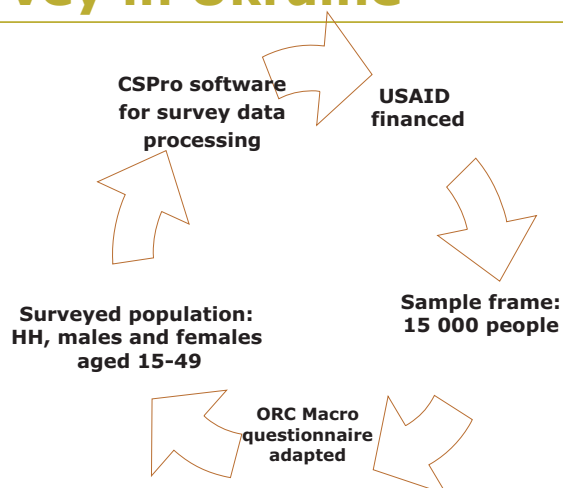 vey in Ukraine
CSPro software
for survey data
processing
USAID
financed
Sample frame:
15 000 people
ORC Macro
questionnaire
adapted
Surveyed population:
HH, males and females
aged 15-49